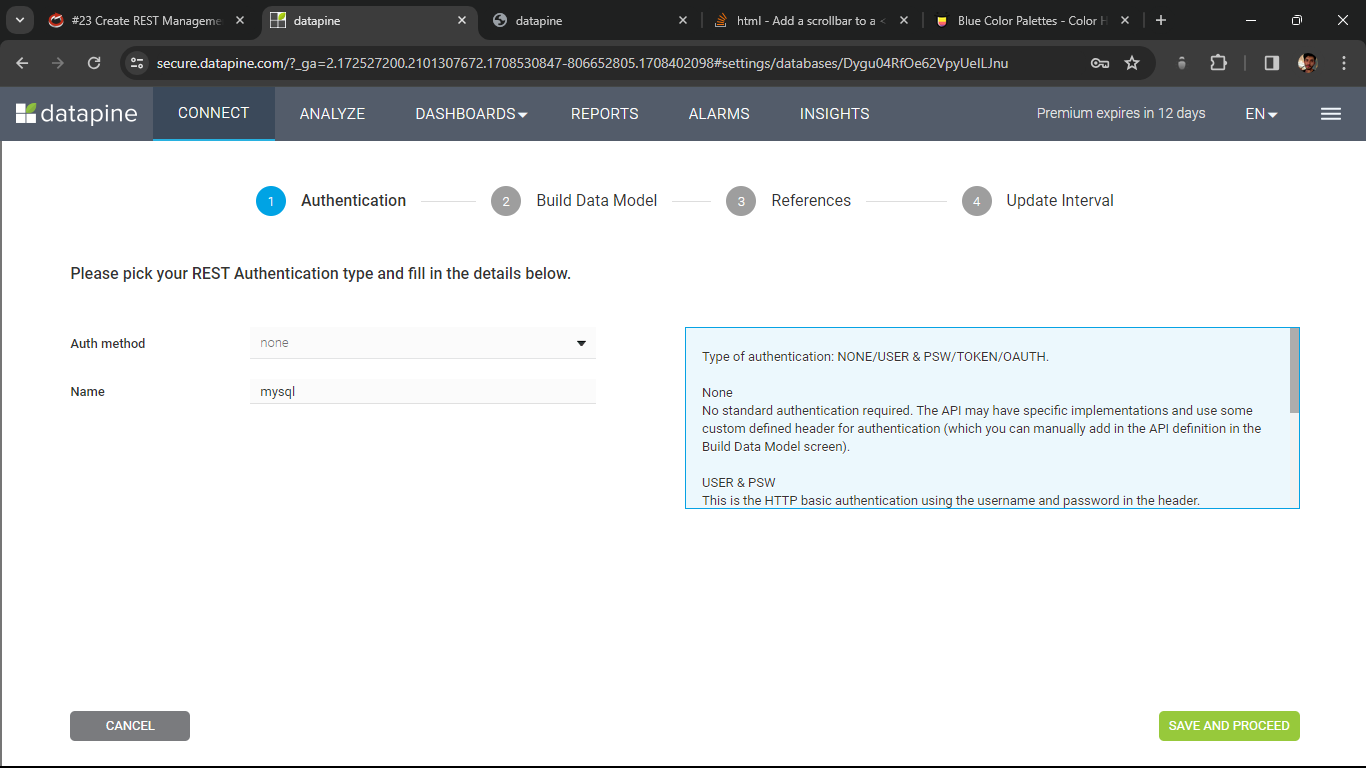 #23 Create REST Manageme
datapine
datapine
html - Add a scrollbar to a <
Blue Color Palettes - Color H
secure.datapine.com/?_ga=2.172527200.2101307672.1708530847-806652805.1708402098#settings/databases/Dygu04RfOe62VpyUeILJnu
datapine
CONNECT
ANALYZE
DASHBOARDS
REPORTS
ALARMS
INSIGHTS
Premium expires in 12 days
EN
1 Authentication
2 Build Data Model
3 References
4 Update Interval
Please pick your REST Authentication type and fill in the details below.
Auth method
none
Name
mysql
Type of authentication: NONE/USER & PSW/TOKEN/OAUTH.
None
No standard authentication required. The API may have specific implementations and use some
custom defined header for authentication (which you can manually add in the API definition in the
Build Data Model screen).
USER & PSW
This is the HTTP basic authentication using the username and password in the header.
CANCEL
SAVE AND PROCEED